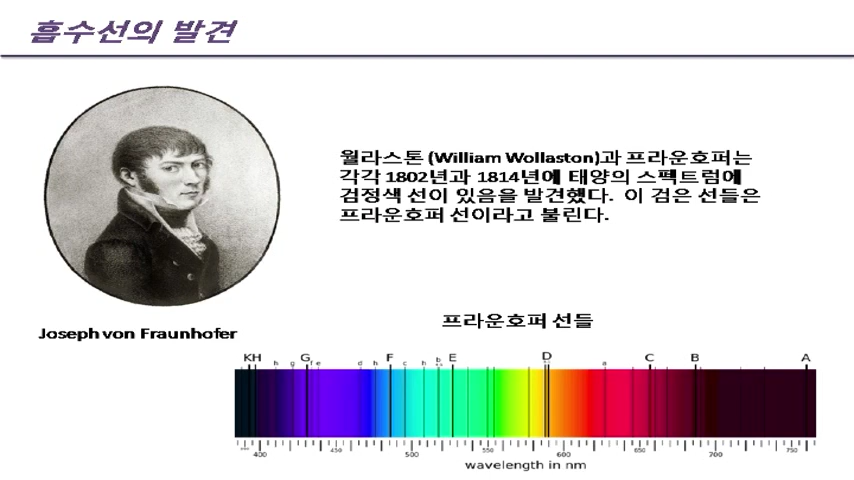 흡수선의 발견
월라스톤 (William Wollaston)과 프라운호퍼는
각각 1802년과 1814년에 태양의 스펙트럼에
검정색 선이 있음을 발견했다. 이 검은 선들은
프라운호퍼 선이라고 불린다.
Joseph von Fraunhofer
프라운호퍼 선들
KH G F E D C B A
h g f e d h c h b a
400 450 500 550 600 650 700 750
wavelength in nm